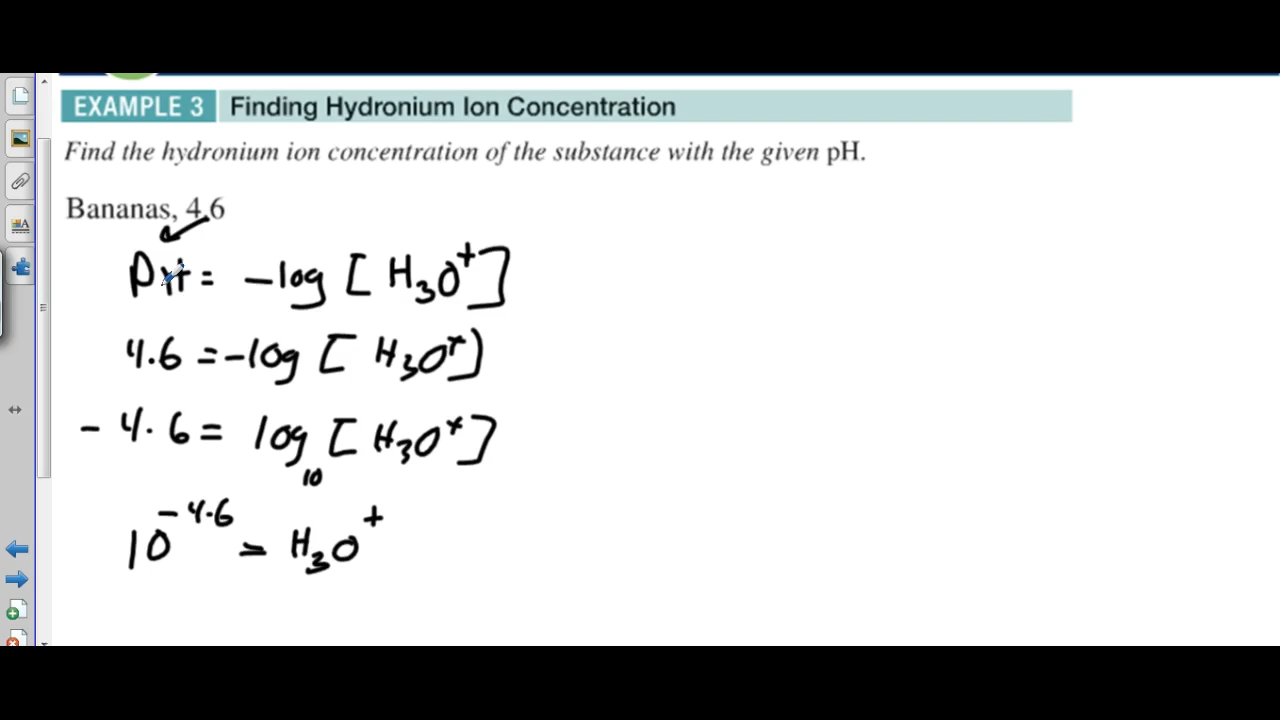 EXAMPLE 3 Finding Hydronium Ion Concentration
Find the hydronium ion concentration of the substance with the given pH.
Bananas, 4.6
pH = -log [H₃O⁺]
4.6 = -log [H₃O⁺]
-4.6 = log₁₀ [H₃O⁺]
10⁻⁴·⁶ = H₃O⁺